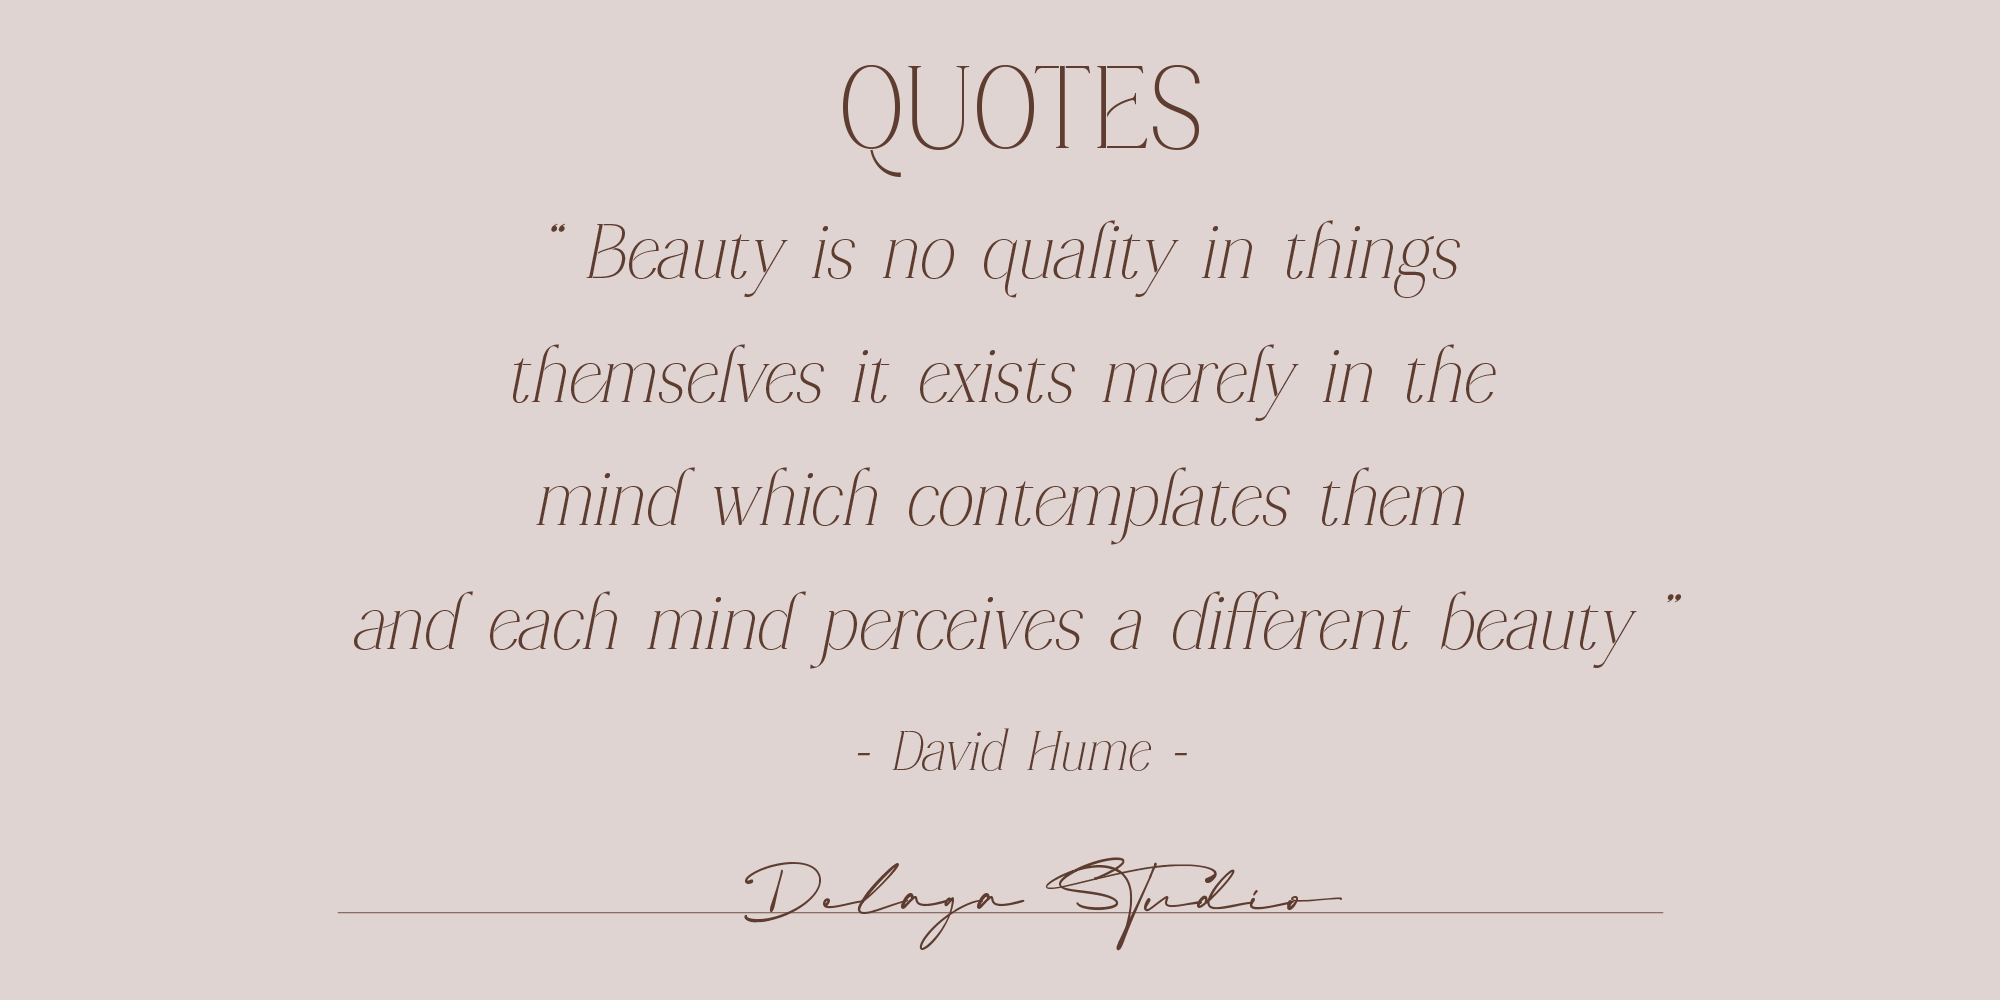 QUOTES
“ Beauty is no quality in things
themselves it exists merely in the
mind which contemplates them
and each mind perceives a different beauty ”
- David Hume -
Delaga Studio